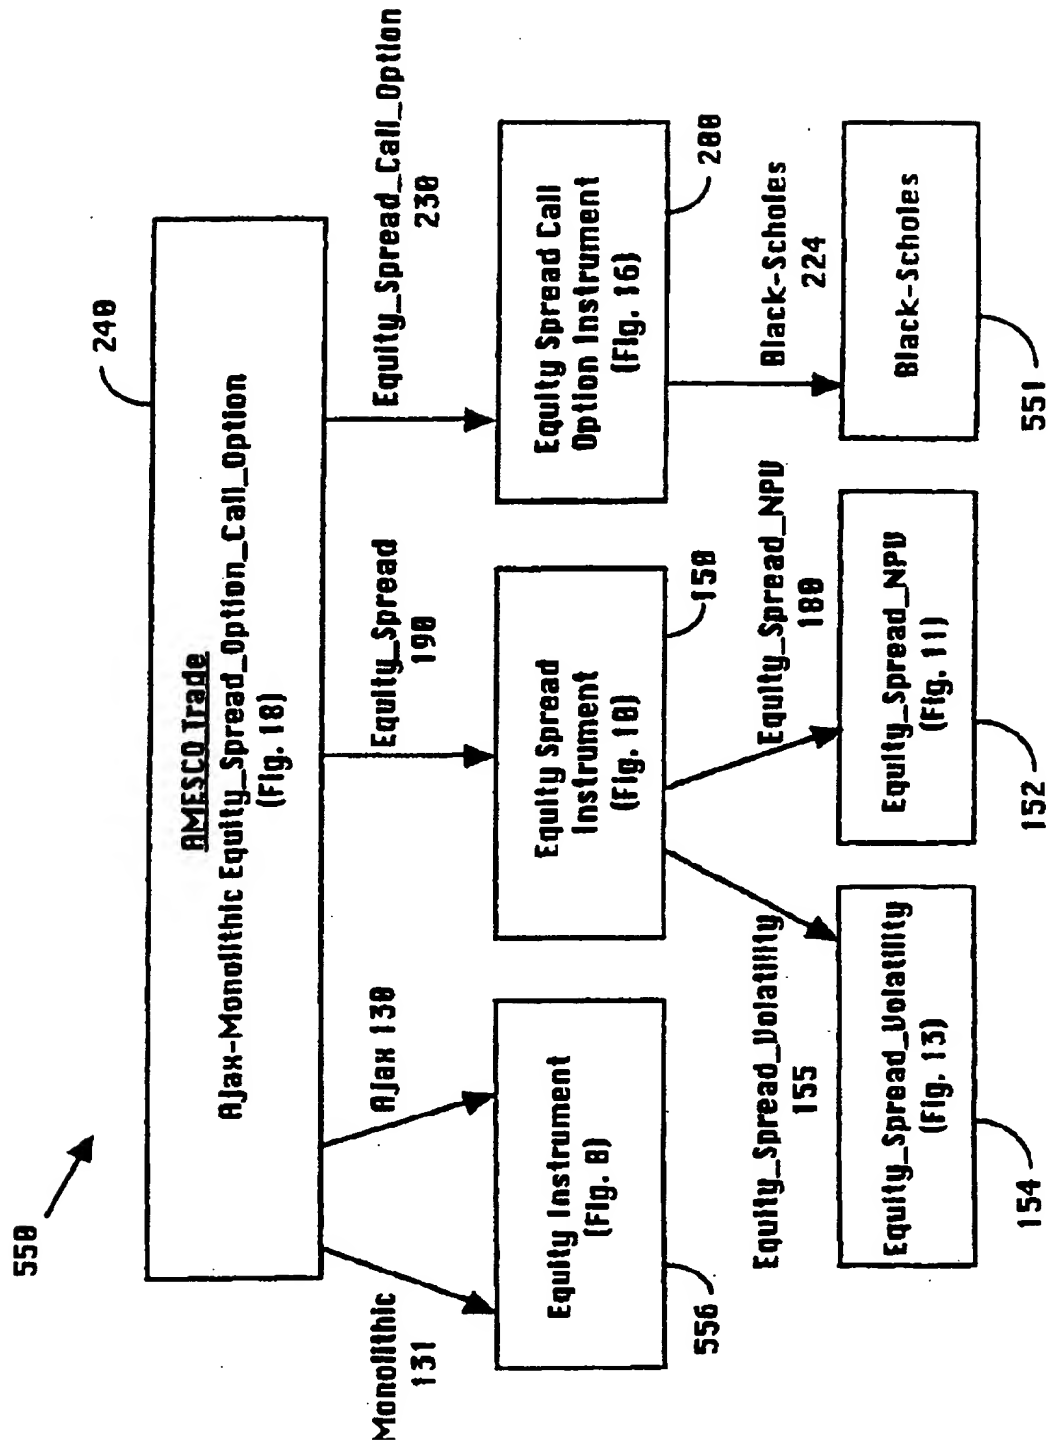 550
240
AMESCO Trade
Ajax-Monolithic Equity_Spread_Option_Call_Option
(Fig. 18)
Monolithic
131
Ajax 130
Equity_Spread
190
Equity_Spread_Call_Option
230
Equity Instrument
(Fig. 8)
556
Equity Spread
Instrument
(Fig. 10)
150
Equity Spread Call
Option Instrument
(Fig. 16)
200
Equity_Spread_Volatility
155
Equity_Spread_NPV
180
Black-Scholes
224
Equity_Spread_Volatility
(Fig. 13)
154
Equity_Spread_NPV
(Fig. 11)
152
Black-Scholes
551